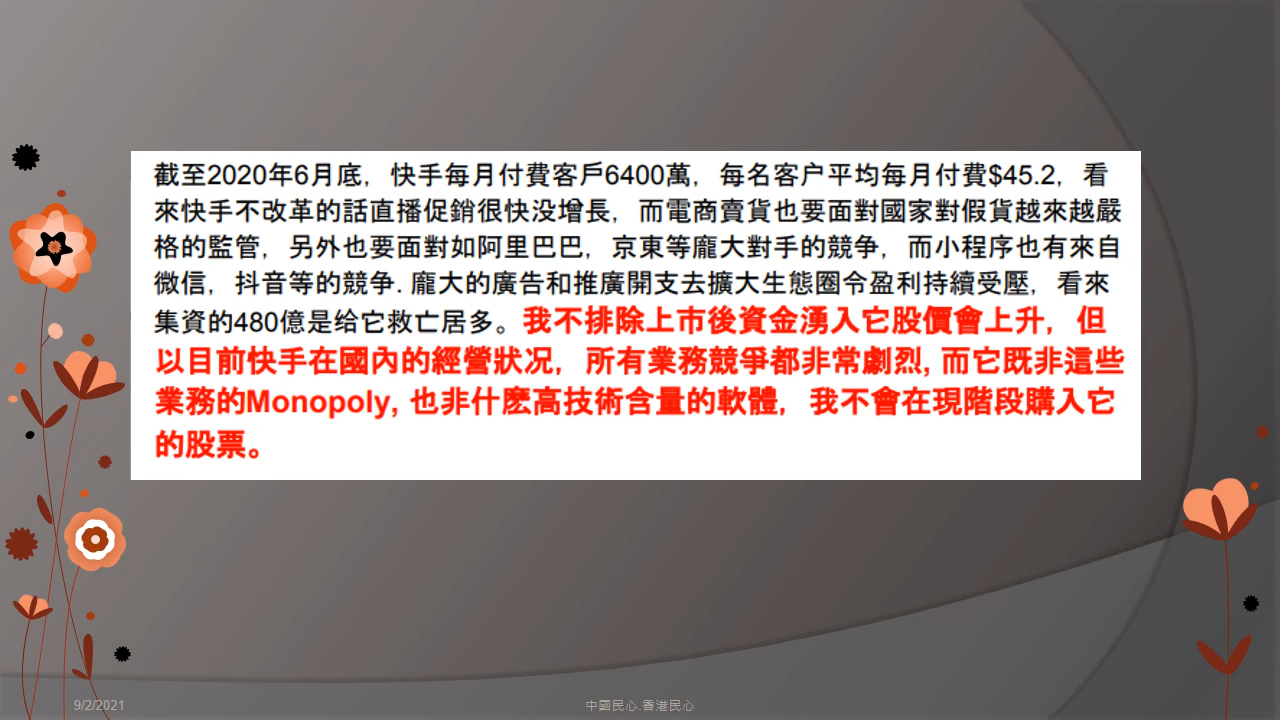 截至2020年6月底，快手每月付費客戶6400萬，每名客户平均每月付費$45.2，看
來快手不改革的話直播促銷很快没增長，而電商賣貨也要面對國家對假貨越來越嚴
格的監管，另外也要面對如阿里巴巴，京東等龐大對手的競争，而小程序也有來自
微信，抖音等的競争. 龐大的廣告和推廣開支去擴大生態圈令盈利持續受壓，看來
集資的480億是给它救亡居多。我不排除上市後資金湧入它股價會上升，但
以目前快手在國內的經營狀况，所有業務競爭都非常劇烈, 而它既非這些
業務的Monopoly, 也非什麽高技術含量的軟體，我不會在現階段購入它
的股票。
9/2/2021
中國民心.香港民心